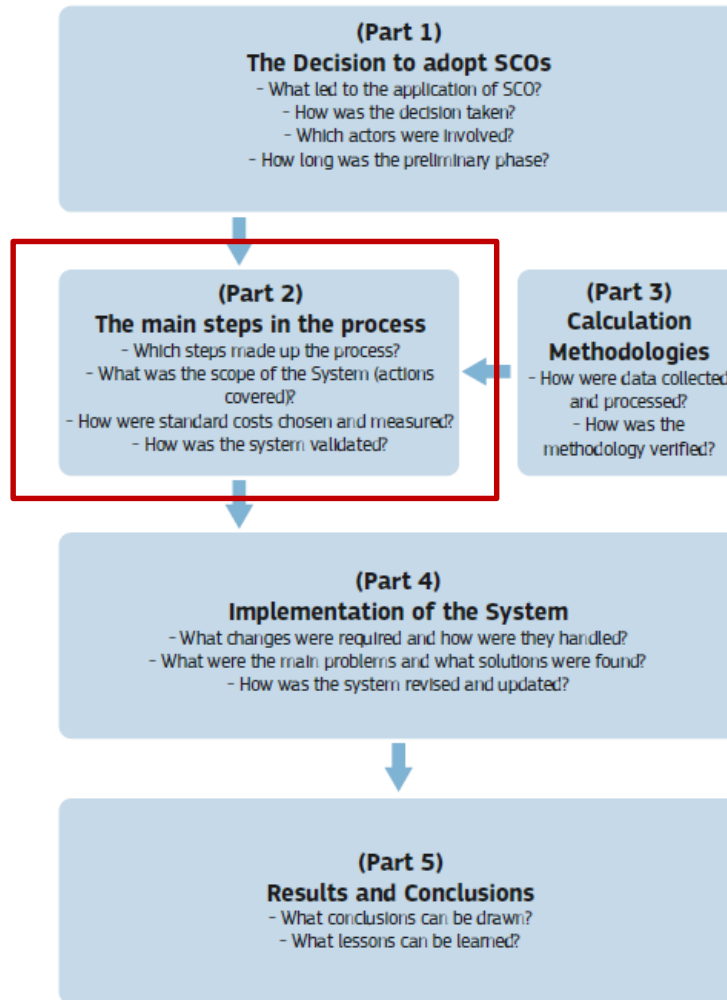 (Part 1)
The Decision to adopt SCOs
- What led to the application of SCO?
- How was the decision taken?
- Which actors were involved?
- How long was the preliminary phase?
(Part 2)
The main steps in the process
- Which steps made up the process?
- What was the scope of the System (actions
covered)?
- How were standard costs chosen and measured?
- How was the system validated?
(Part 3)
Calculation
Methodologies
- How were data collected
and processed?
- How was the
methodology verified?
(Part 4)
Implementation of the System
- What changes were required and how were they handled?
- What were the main problems and what solutions were found?
- How was the system revised and updated?
(Part 5)
Results and Conclusions
- What conclusions can be drawn?
- What lessons can be learned?